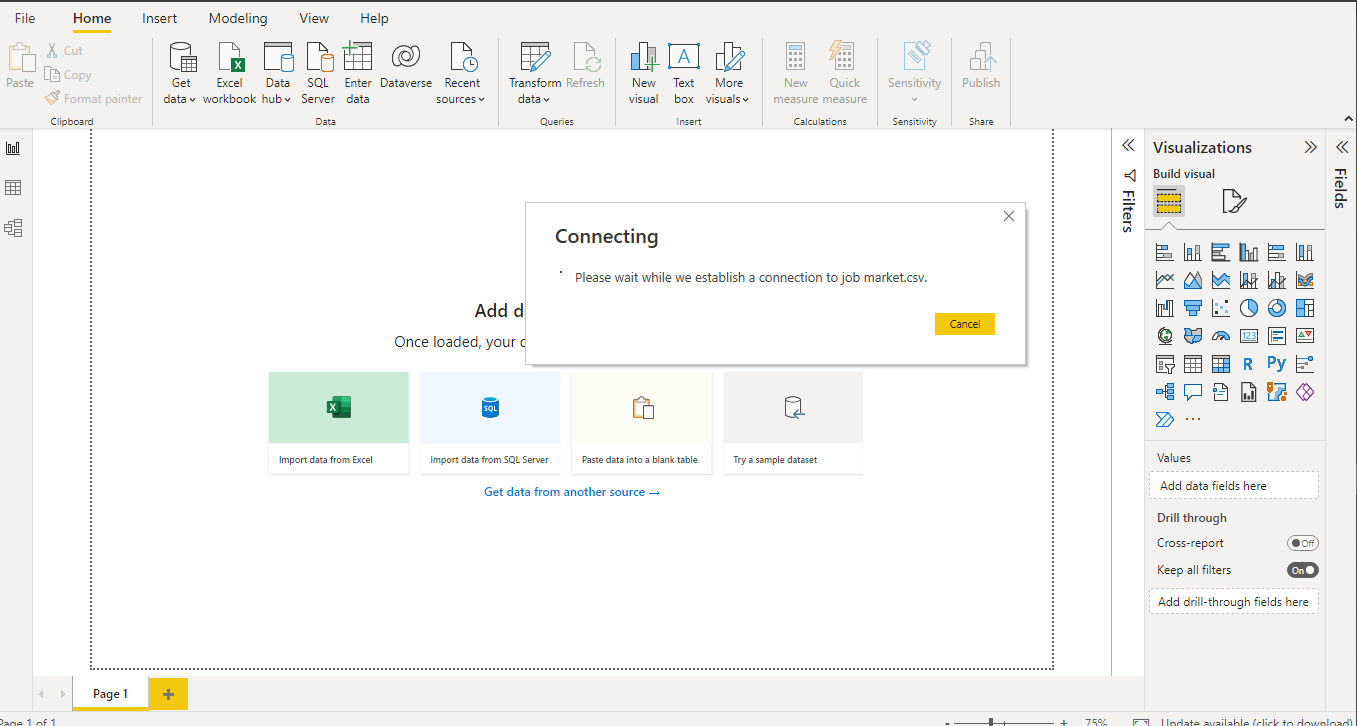 File Home Insert Modeling View Help
Paste
Cut
Copy
Format painter
Clipboard
Get data
Excel workbook
Data hub
SQL Server
Enter data
Dataverse
Recent sources
Data
Transform data
Refresh
Queries
New visual
Text box
More visuals
Insert
New measure
Quick measure
Calculations
Sensitivity
Sensitivity
Publish
Share
Connecting
Please wait while we establish a connection to job market.csv.
Cancel
Add d
Once loaded, your
SQL
Import data from Excel
Import data from SQL Server
Paste data into a blank table
Try a sample dataset
Get data from another source →
Filters
Visualizations
Build visual
123
R
Py
Values
Add data fields here
Drill through
Cross-report
Off
Keep all filters
On
Add drill-through fields here
Fields
Page 1
Page 1 of 1
- + 75%
Update available (click to download)